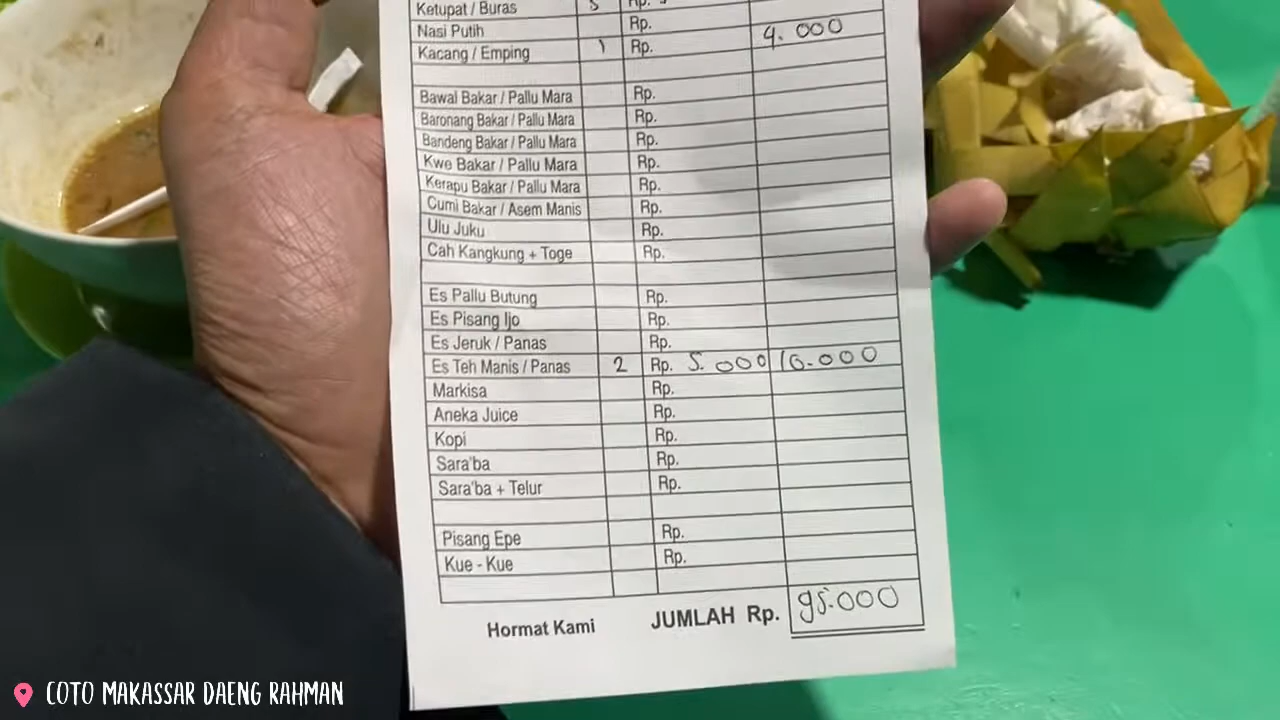 Ketupat / Buras 5 Rp.
Nasi Putih Rp.
Kacang / Emping 1 Rp. 9.000
Bawal Bakar / Pallu Mara Rp.
Baronang Bakar / Pallu Mara Rp.
Bandeng Bakar / Pallu Mara Rp.
Kwe Bakar / Pallu Mara Rp.
Kerapu Bakar / Pallu Mara Rp.
Cumi Bakar / Asem Manis Rp.
Ulu Juku Rp.
Cah Kangkung + Toge Rp.
Es Pallu Butung Rp.
Es Pisang Ijo Rp.
Es Jeruk / Panas Rp.
Es Teh Manis / Panas 2 Rp. 5.000 10.000
Markisa Rp.
Aneka Juice Rp.
Kopi Rp.
Sara'ba Rp.
Sara'ba + Telur Rp.
Pisang Epe Rp.
Kue - Kue Rp.
Hormat Kami JUMLAH Rp. 95.000
COTO MAKASSAR DAENG RAHMAN